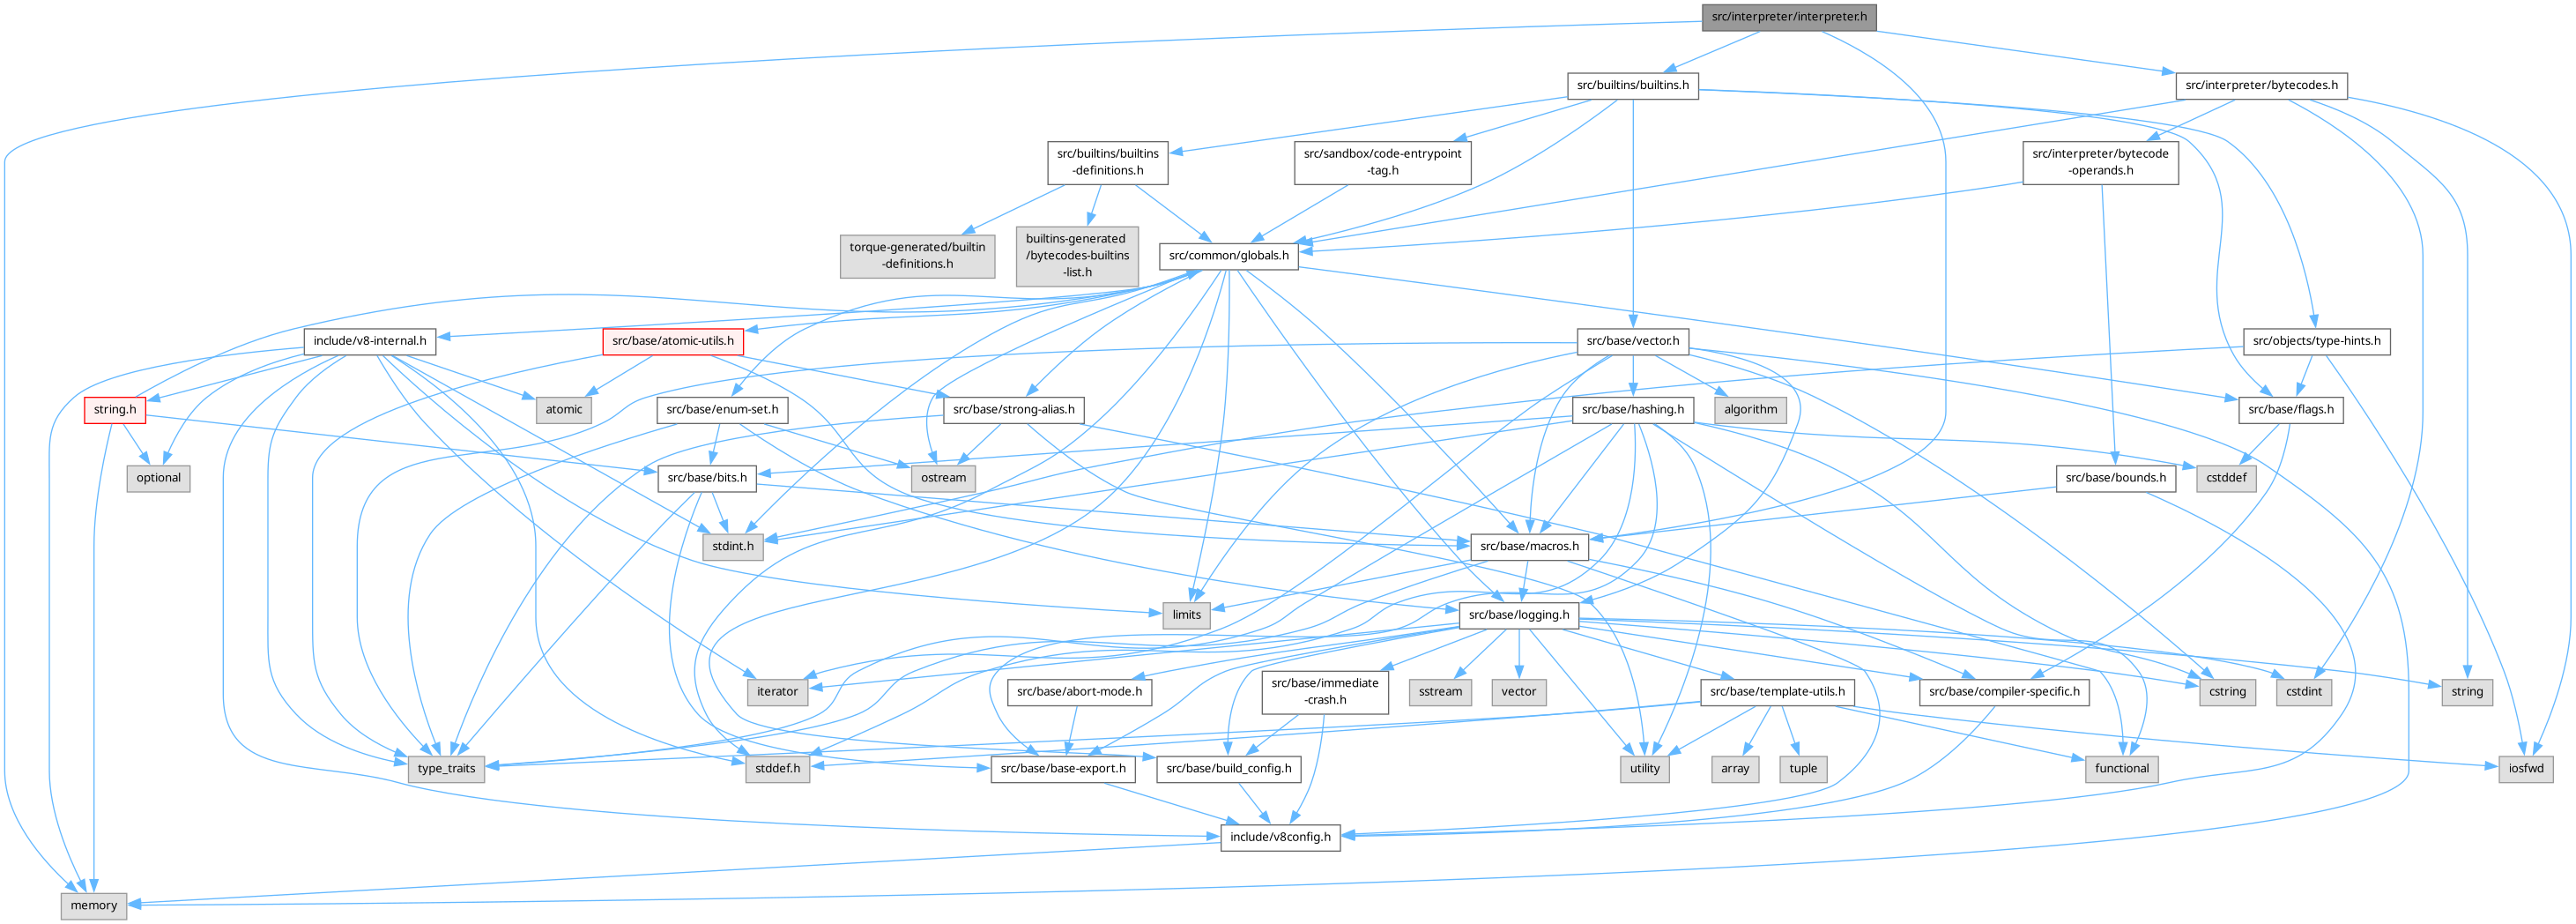 src/interpreter/interpreter.h
src/builtins/builtins.h
src/interpreter/bytecodes.h
src/builtins/builtins
-definitions.h
src/sandbox/code-entrypoint
-tag.h
src/interpreter/bytecode
-operands.h
torque-generated/builtin
-definitions.h
builtins-generated
/bytecodes-builtins
-list.h
src/common/globals.h
include/v8-internal.h
src/base/atomic-utils.h
src/base/vector.h
src/objects/type-hints.h
string.h
atomic
src/base/enum-set.h
src/base/strong-alias.h
src/base/hashing.h
algorithm
src/base/flags.h
optional
src/base/bits.h
ostream
src/base/bounds.h
cstddef
stdint.h
src/base/macros.h
limits
src/base/logging.h
iterator
src/base/abort-mode.h
src/base/immediate
-crash.h
sstream
vector
src/base/template-utils.h
src/base/compiler-specific.h
cstring
cstdint
string
type_traits
stddef.h
src/base/base-export.h
src/base/build_config.h
utility
array
tuple
functional
iosfwd
include/v8config.h
memory